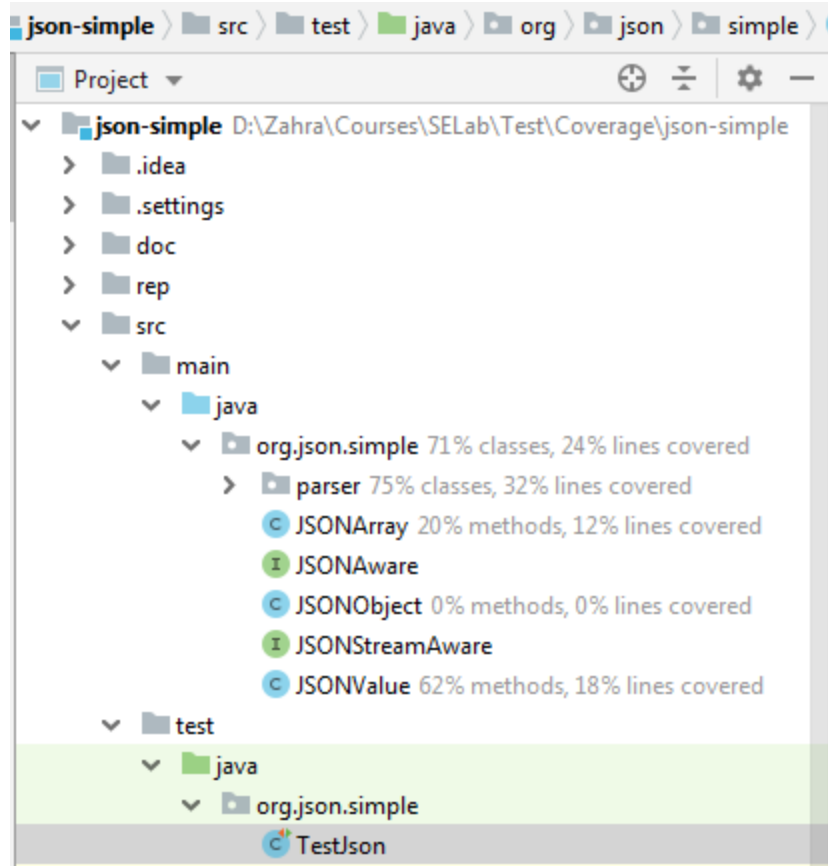 json-simple src test java org json simple
Project
json-simple D:\Zahra\Courses\SELab\Test\Coverage\json-simple
.idea
.settings
doc
rep
src
main
java
org.json.simple 71% classes, 24% lines covered
parser 75% classes, 32% lines covered
C JSONArray 20% methods, 12% lines covered
I JSONAware
C JSONObject 0% methods, 0% lines covered
I JSONStreamAware
C JSONValue 62% methods, 18% lines covered
test
java
org.json.simple
C TestJson